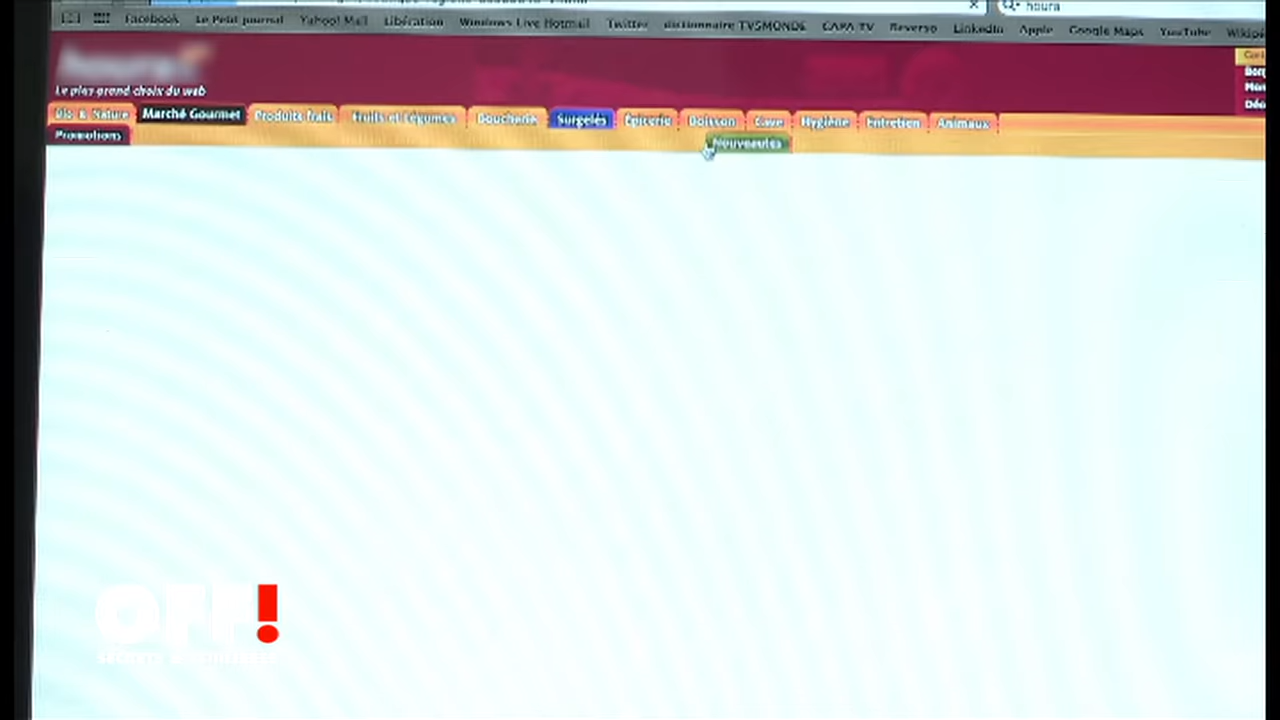 houra
Facebook Le Petit Journal Yahoo! Mail Libération Windows Live Hotmail Twitter dictionnaire TV5MONDE CAPA TV Reverso LinkedIn Apple Google Maps YouTube
Le plus grand choix du web
Bio & Nature Marché Gourmet Produits frais Fruits et Légumes Boucherie Surgelés Épicerie Boisson Cave Hygiène Entretien Animaux
Promotions Nouveautés
OFF!